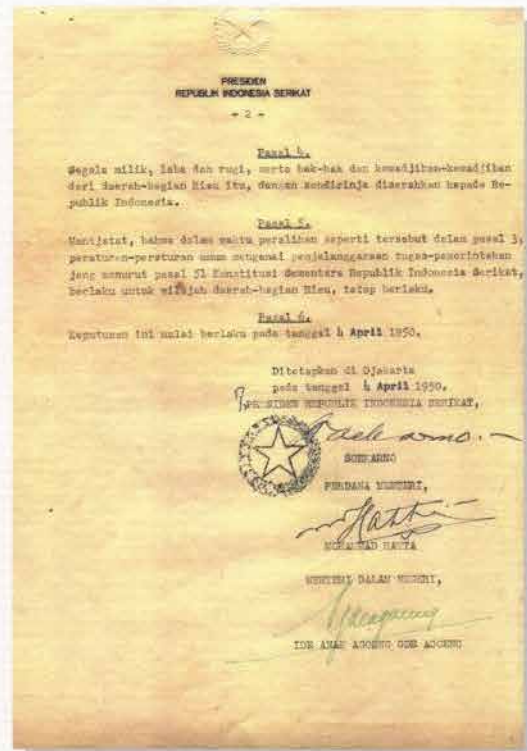 PRESIDEN
REPUBLIK INDONESIA SERIKAT
- 2 -
Pasal 4.
Segala milik, laba dan rugi, serta hak-hak dan kewadjiban-kewadjiban
dari daerah-bagian Riau itu, dengan sendirinja diserahkan kepada Re-
publik Indonesia.
Pasal 5.
Mentjatat, bahwa dalam waktu peralihan seperti tersebut dalam pasal 3,
peraturan-peraturan umum mengenai penjelanggaraan tugas-pemerintahan
jang menurut pasal 51 Konstitusi Sementara Republik Indonesia Serikat,
berlaku untuk wilajah daerah-bagian Riau, tetap berlaku.
Pasal 6.
Keputusan ini mulai berlaku pada tanggal 4 April 1950.
Ditetapkan di Djakarta
pada tanggal 4 April 1950.
PRESIDEN REPUBLIK INDONESIA SERIKAT,
Soekarno.-
SOEKARNO
PERDANA MENTERI,
Hatta
MOHAMMAD HATTA
MENTERI DALAM NEGERI,
IDE ANAK AGOENG GDE AGOENG